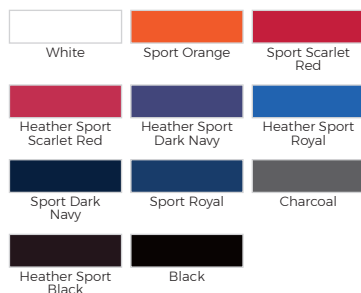 White
Sport Orange
Sport Scarlet
Red
Heather Sport
Scarlet Red
Heather Sport
Dark Navy
Heather Sport
Royal
Sport Dark
Navy
Sport Royal
Charcoal
Heather Sport
Black
Black